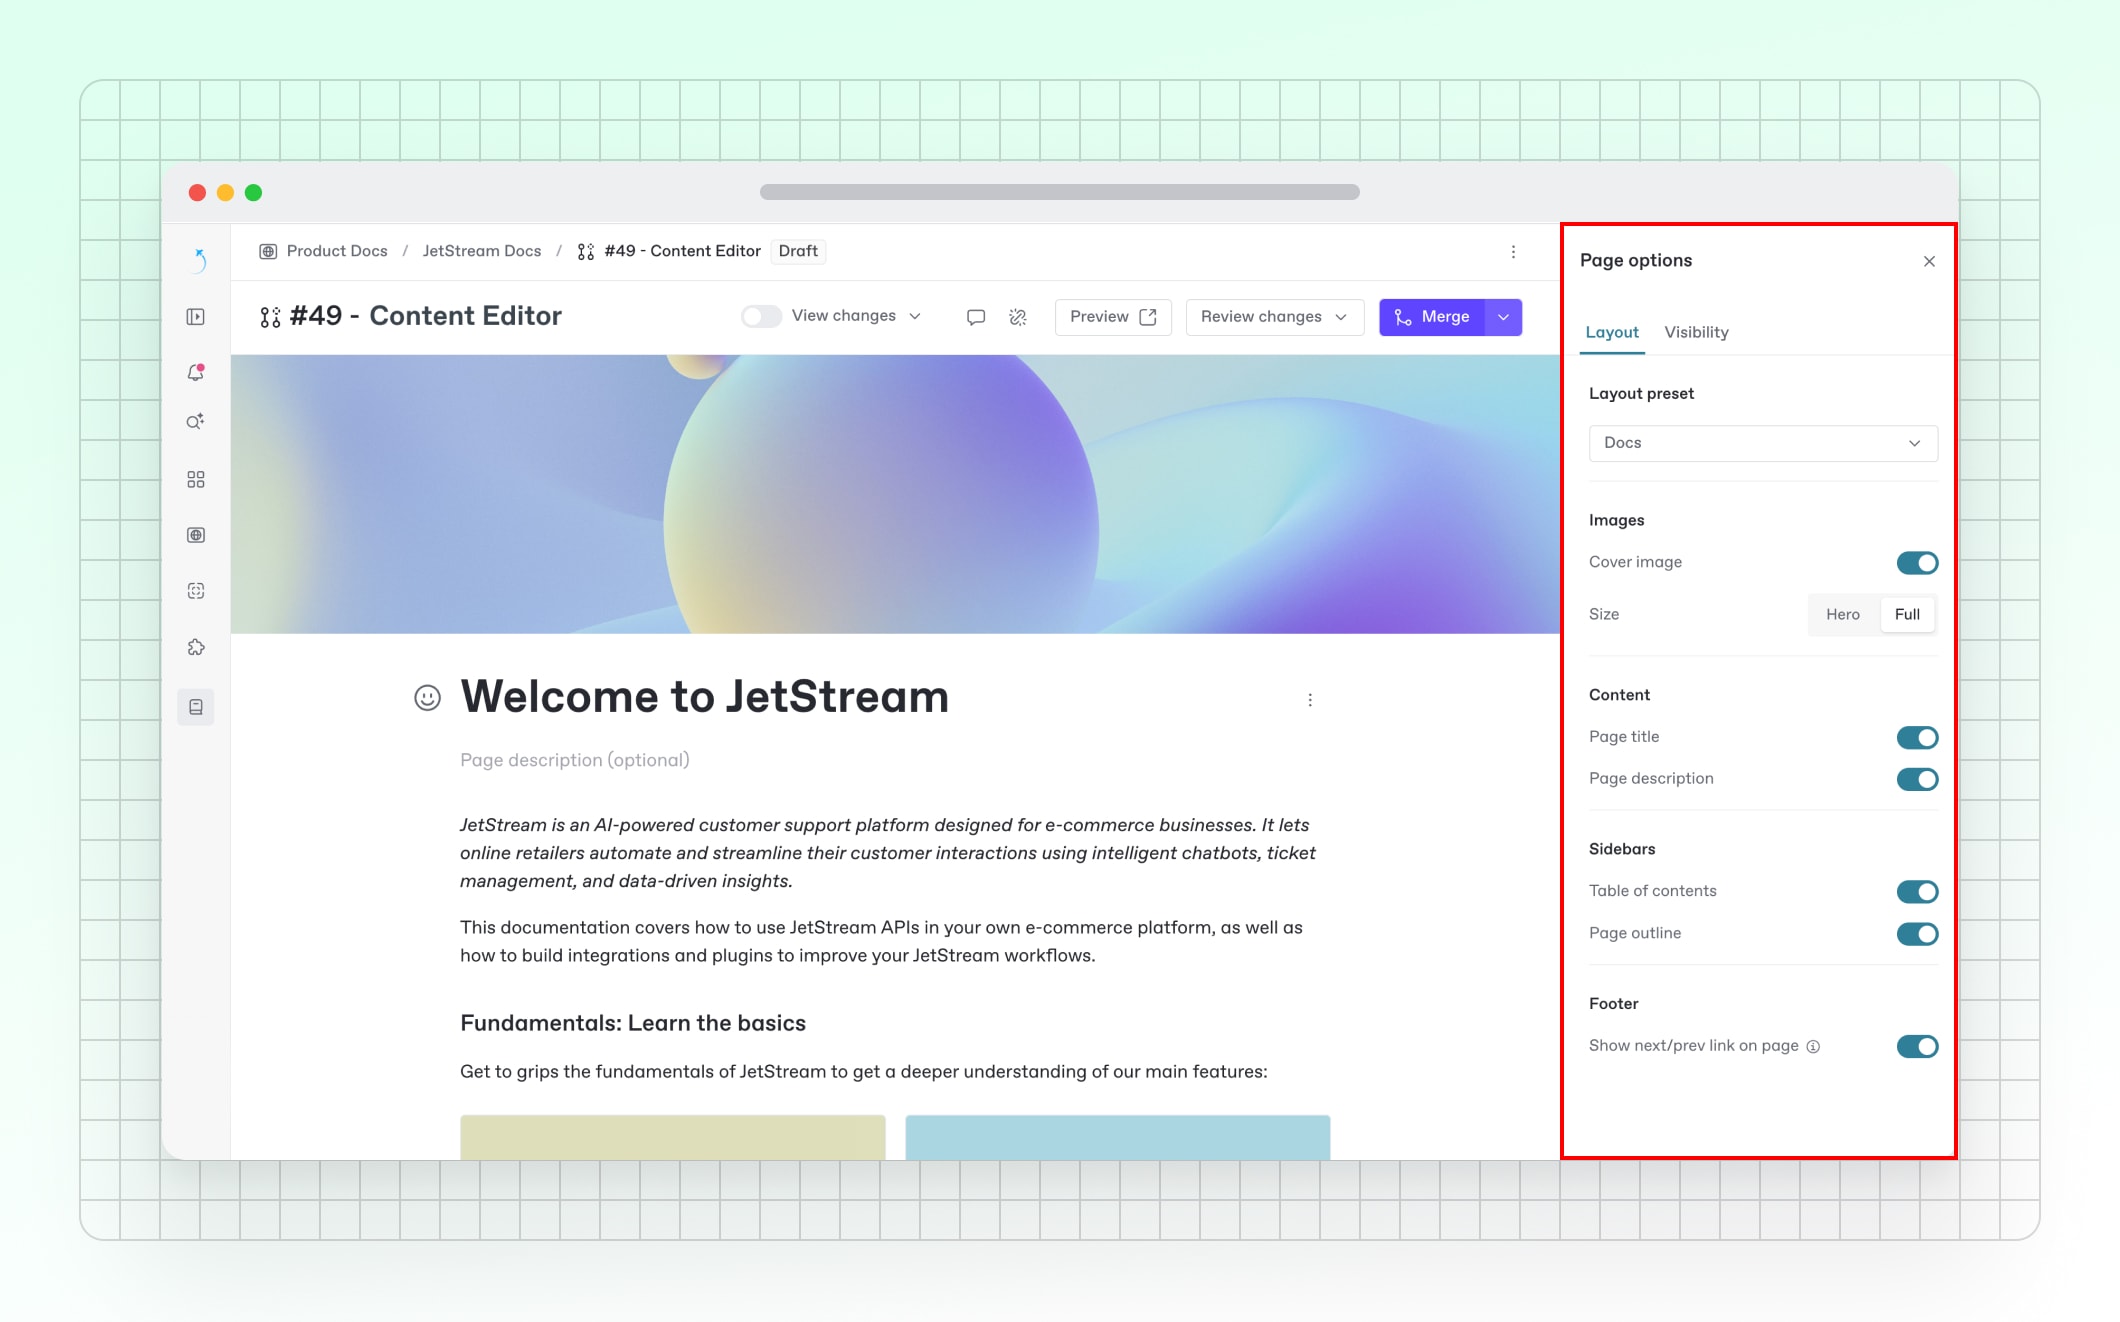 Product Docs / JetStream Docs / #49 - Content Editor Draft
#49 - Content Editor
View changes
Preview
Review changes
Merge
Welcome to JetStream
Page description (optional)
JetStream is an AI-powered customer support platform designed for e-commerce businesses. It lets
online retailers automate and streamline their customer interactions using intelligent chatbots, ticket
management, and data-driven insights.
This documentation covers how to use JetStream APIs in your own e-commerce platform, as well as
how to build integrations and plugins to improve your JetStream workflows.
Fundamentals: Learn the basics
Get to grips the fundamentals of JetStream to get a deeper understanding of our main features:
Page options
Layout
Visibility
Layout preset
Docs
Images
Cover image
Size
Hero
Full
Content
Page title
Page description
Sidebars
Table of contents
Page outline
Footer
Show next/prev link on page